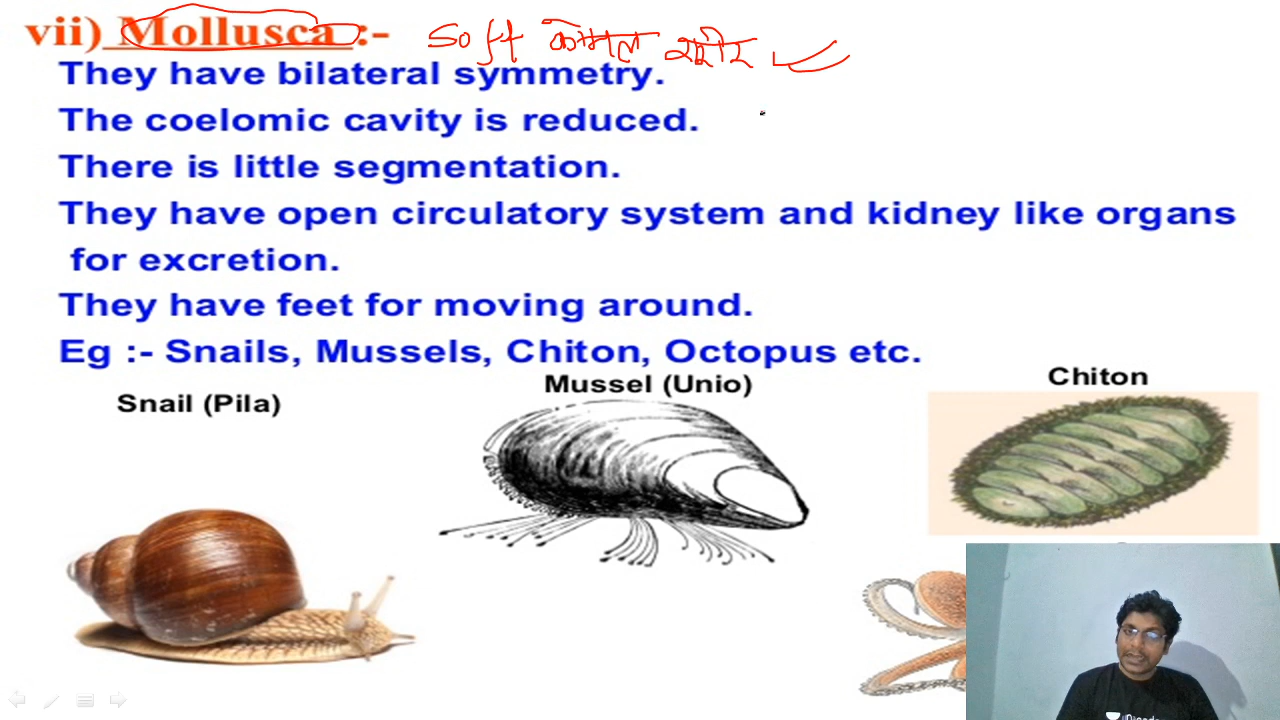 vii) Mollusca :- soft कोमल शरीर
They have bilateral symmetry.
The coelomic cavity is reduced.
There is little segmentation.
They have open circulatory system and kidney like organs
for excretion.
They have feet for moving around.
Eg :- Snails, Mussels, Chiton, Octopus etc.
Snail (Pila)
Mussel (Unio)
Chiton